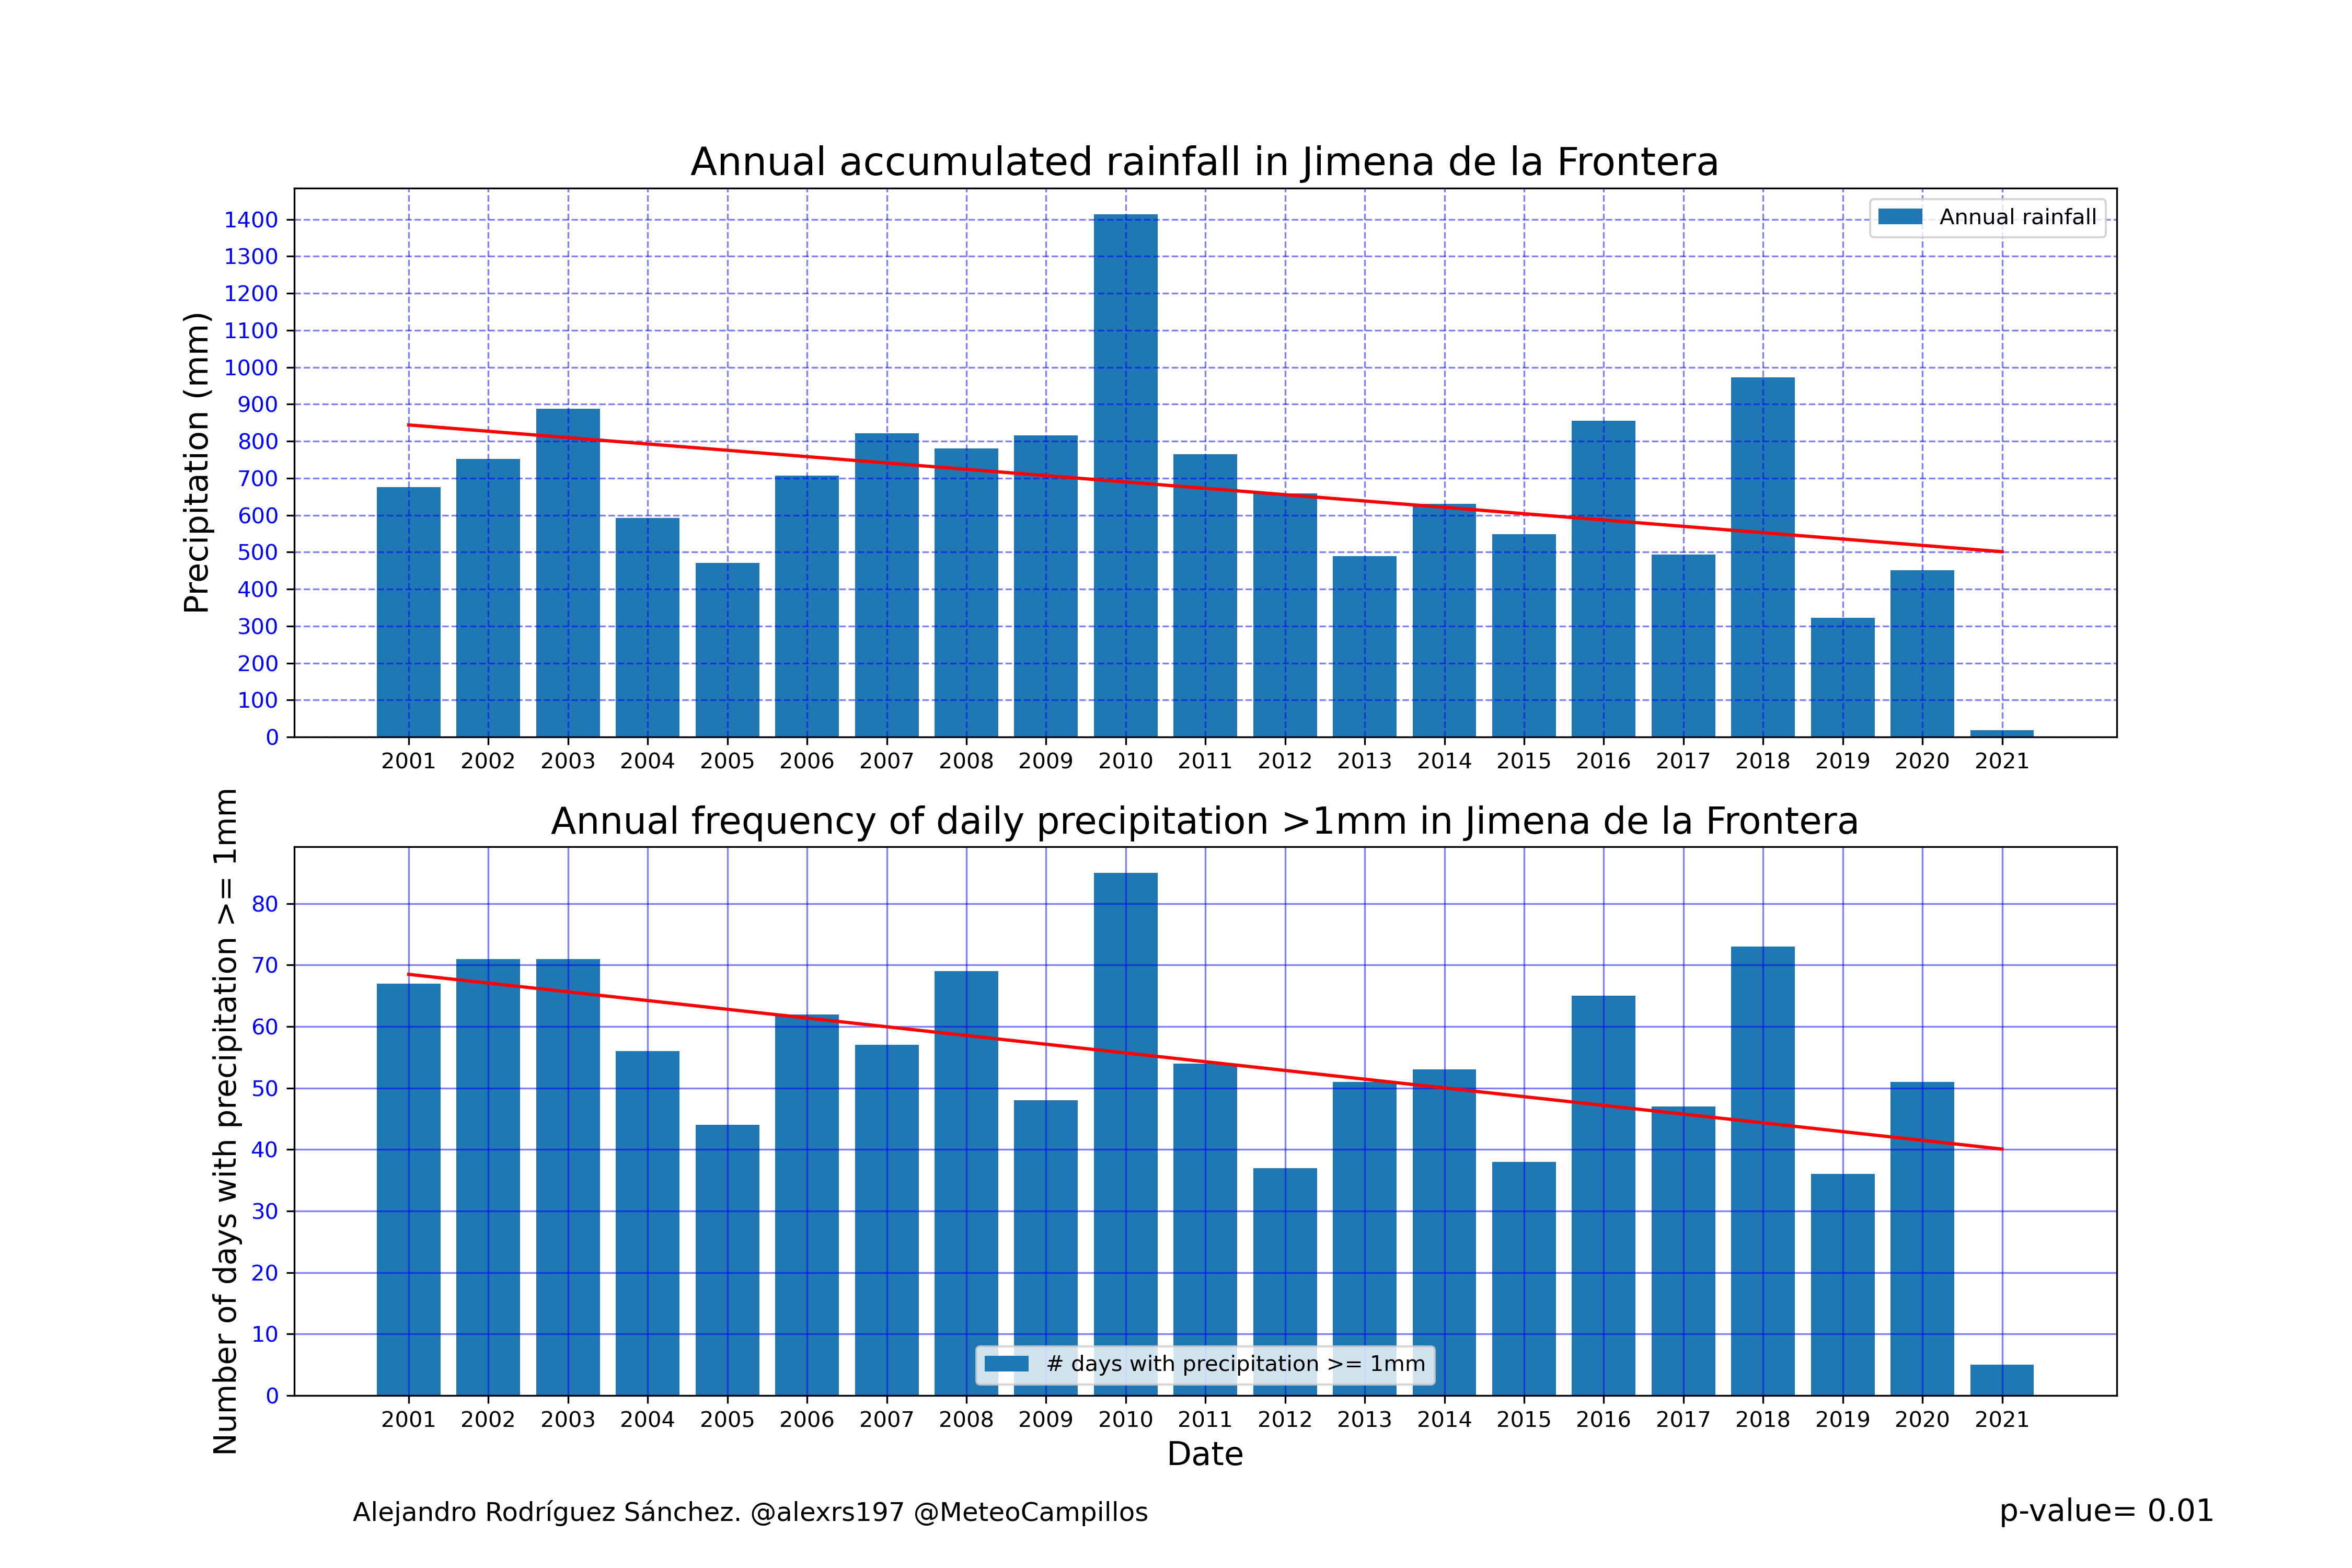 Annual accumulated rainfall in Jimena de la Frontera
Precipitation (mm)
1400
1300
1200
1100
1000
900
800
700
600
500
400
300
200
100
0
Annual rainfall
2001 2002 2003 2004 2005 2006 2007 2008 2009 2010 2011 2012 2013 2014 2015 2016 2017 2018 2019 2020 2021
Annual frequency of daily precipitation >1mm in Jimena de la Frontera
Number of days with precipitation >= 1mm
80
70
60
50
40
30
20
10
0
# days with precipitation >= 1mm
2001 2002 2003 2004 2005 2006 2007 2008 2009 2010 2011 2012 2013 2014 2015 2016 2017 2018 2019 2020 2021
Date
Alejandro Rodríguez Sánchez. @alexrs197 @MeteoCampillos
p-value= 0.01